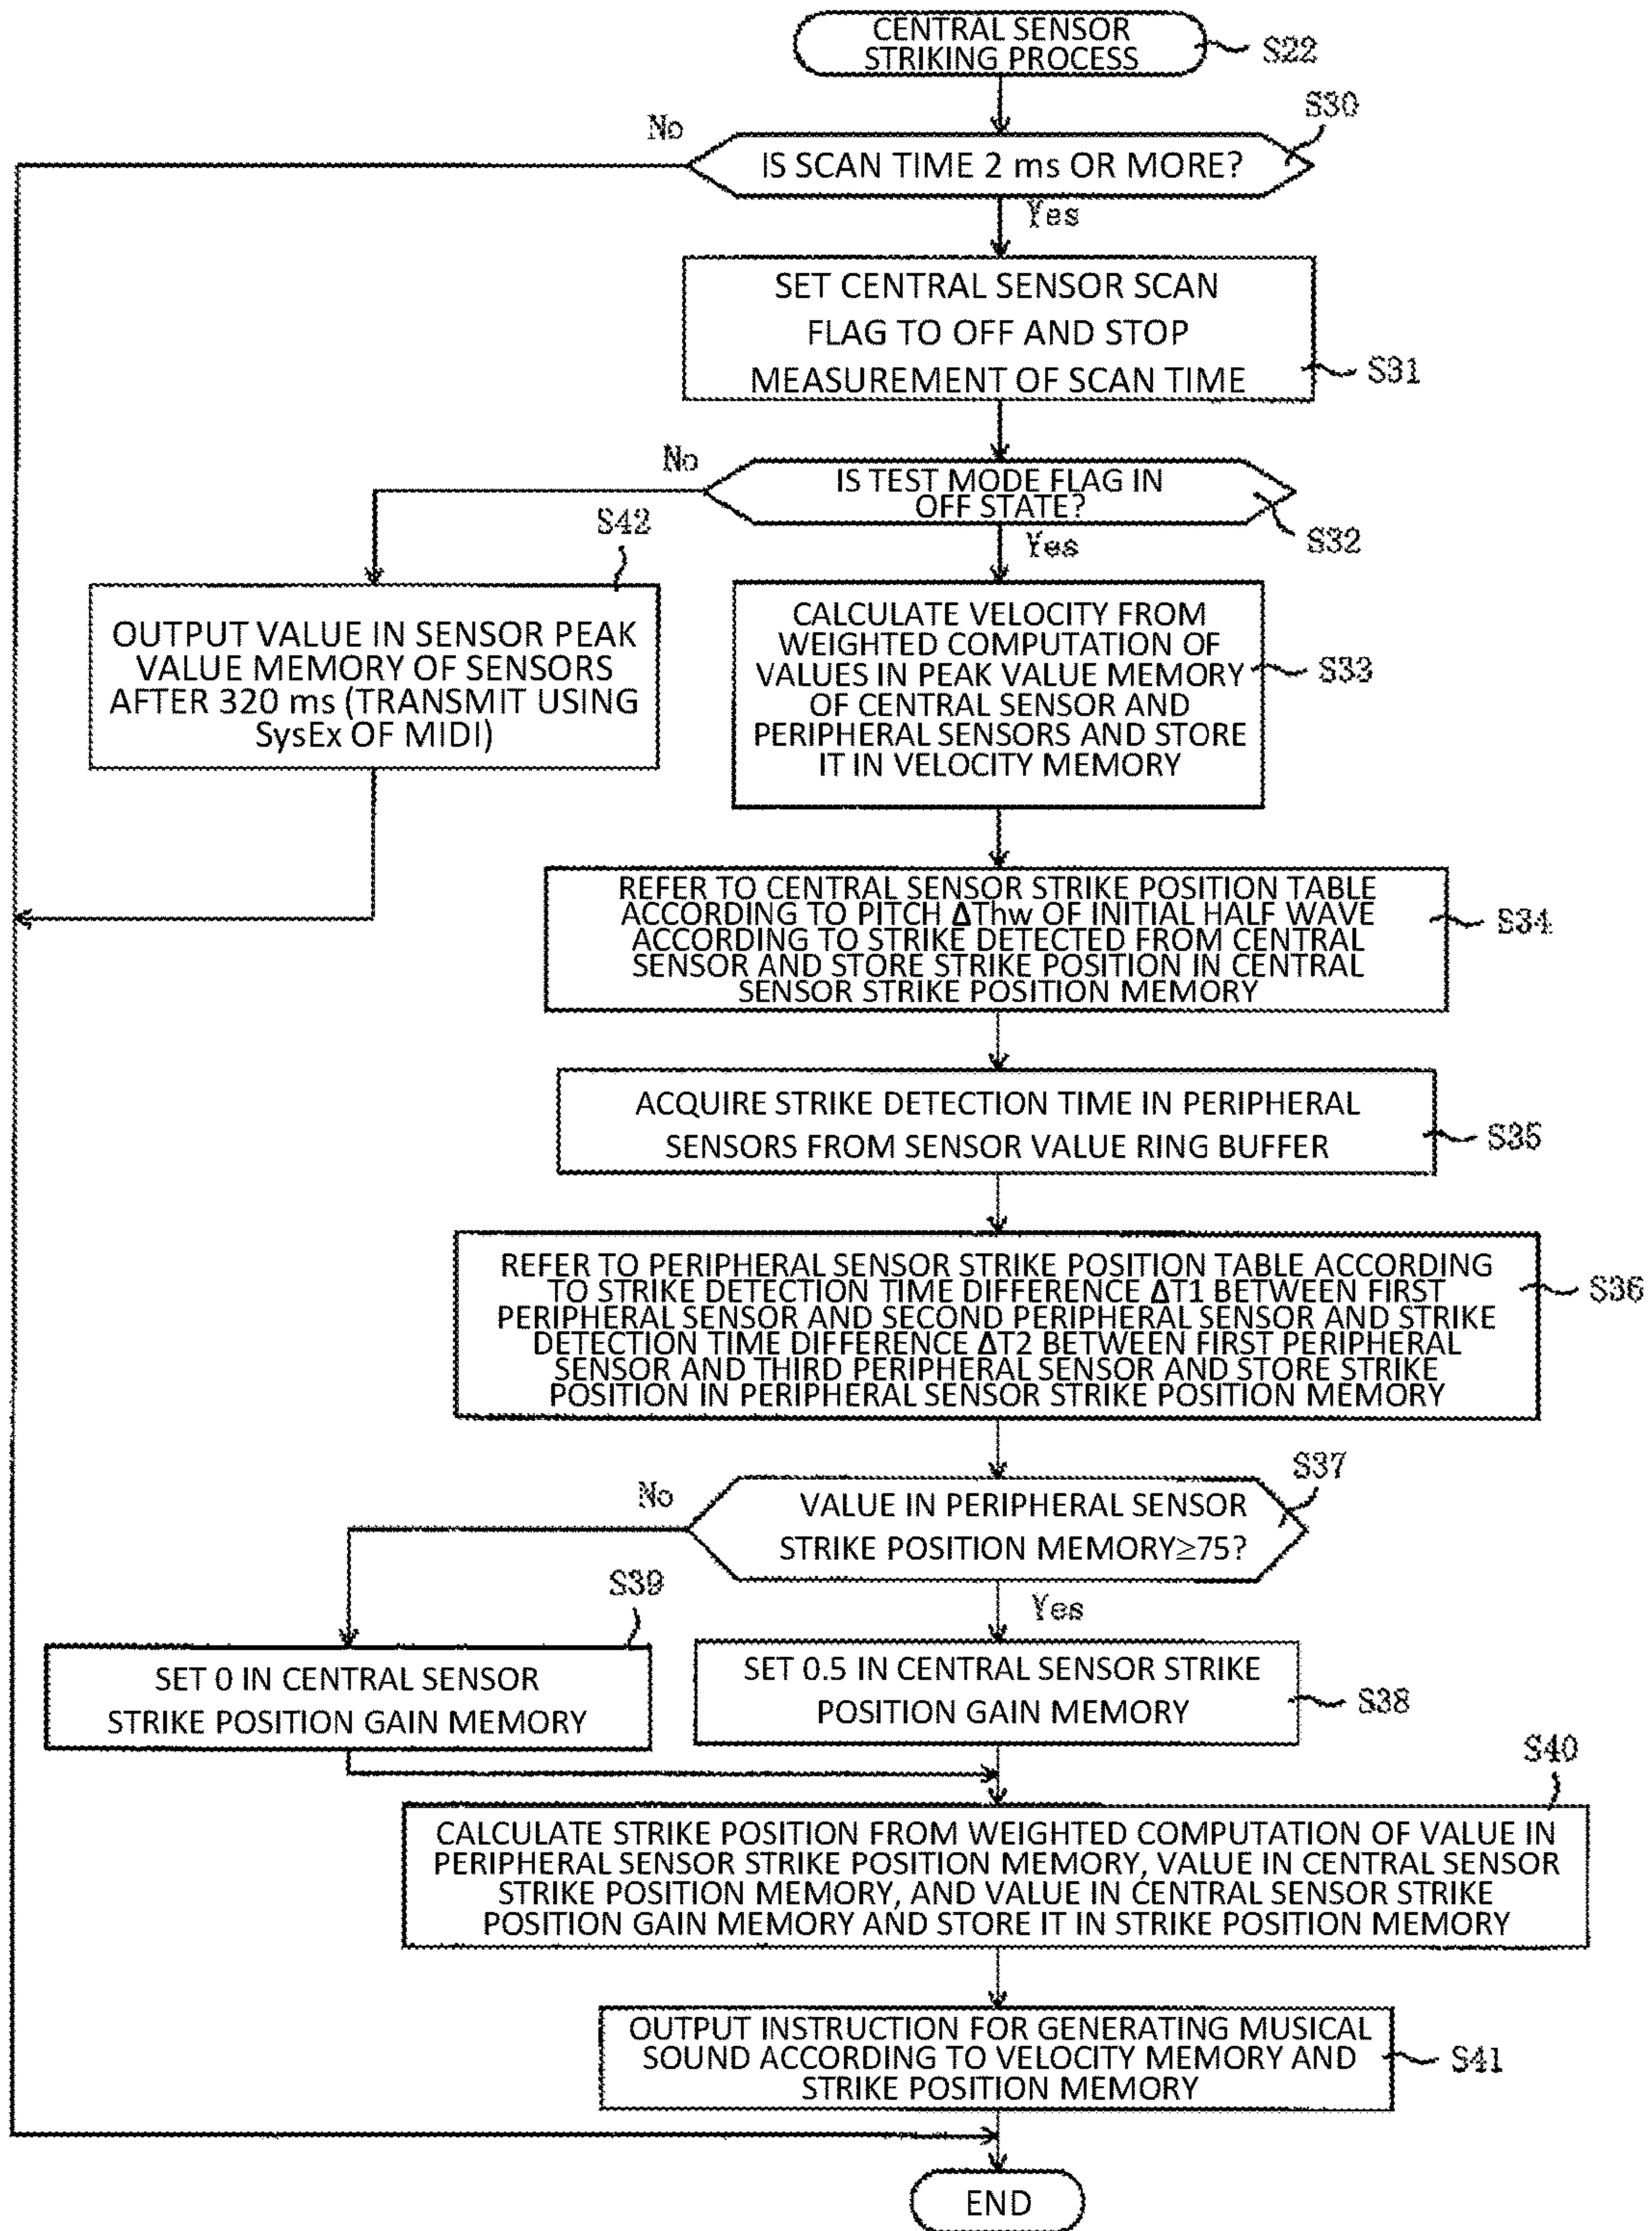 CENTRAL SENSOR
STRIKING PROCESS
S22
S30
No
IS SCAN TIME 2 ms OR MORE?
Yes
SET CENTRAL SENSOR SCAN
FLAG TO OFF AND STOP
MEASUREMENT OF SCAN TIME
S31
No
IS TEST MODE FLAG IN
OFF STATE?
S32
Yes
S42
OUTPUT VALUE IN SENSOR PEAK
VALUE MEMORY OF SENSORS
AFTER 320 ms (TRANSMIT USING
SysEx OF MIDI)
CALCULATE VELOCITY FROM
WEIGHTED COMPUTATION OF
VALUES IN PEAK VALUE MEMORY
OF CENTRAL SENSOR AND
PERIPHERAL SENSORS AND STORE
IT IN VELOCITY MEMORY
S33
REFER TO CENTRAL SENSOR STRIKE POSITION TABLE
ACCORDING TO PITCH ΔThw OF INITIAL HALF WAVE
ACCORDING TO STRIKE DETECTED FROM CENTRAL
SENSOR AND STORE STRIKE POSITION IN CENTRAL
SENSOR STRIKE POSITION MEMORY
S34
ACQUIRE STRIKE DETECTION TIME IN PERIPHERAL
SENSORS FROM SENSOR VALUE RING BUFFER
S35
REFER TO PERIPHERAL SENSOR STRIKE POSITION TABLE ACCORDING
TO STRIKE DETECTION TIME DIFFERENCE ΔT1 BETWEEN FIRST
PERIPHERAL SENSOR AND SECOND PERIPHERAL SENSOR AND STRIKE
DETECTION TIME DIFFERENCE ΔT2 BETWEEN FIRST PERIPHERAL
SENSOR AND THIRD PERIPHERAL SENSOR AND STORE STRIKE
POSITION IN PERIPHERAL SENSOR STRIKE POSITION MEMORY
S36
S37
No
VALUE IN PERIPHERAL SENSOR
STRIKE POSITION MEMORY≥75?
Yes
S39
SET 0 IN CENTRAL SENSOR
STRIKE POSITION GAIN MEMORY
SET 0.5 IN CENTRAL SENSOR STRIKE
POSITION GAIN MEMORY
S38
S40
CALCULATE STRIKE POSITION FROM WEIGHTED COMPUTATION OF VALUE IN
PERIPHERAL SENSOR STRIKE POSITION MEMORY, VALUE IN CENTRAL SENSOR
STRIKE POSITION MEMORY, AND VALUE IN CENTRAL SENSOR STRIKE
POSITION GAIN MEMORY AND STORE IT IN STRIKE POSITION MEMORY
OUTPUT INSTRUCTION FOR GENERATING MUSICAL
SOUND ACCORDING TO VELOCITY MEMORY AND
STRIKE POSITION MEMORY
S41
END